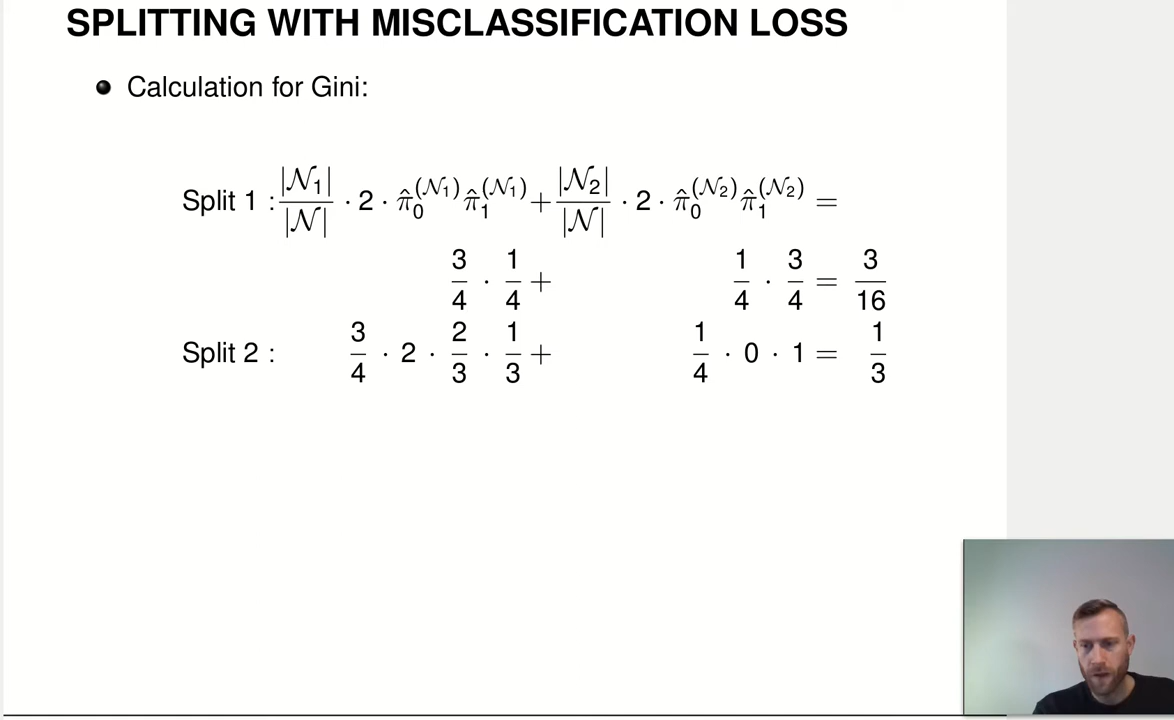 SPLITTING WITH MISCLASSIFICATION LOSS
Calculation for Gini:
Split 1 : |𝒩₁|/|𝒩| · 2 · π̂₀^(𝒩₁) π̂₁^(𝒩₁) + |𝒩₂|/|𝒩| · 2 · π̂₀^(𝒩₂) π̂₁^(𝒩₂) =
3/4 · 1/4 + 1/4 · 3/4 = 3/16
Split 2 : 3/4 · 2 · 2/3 · 1/3 + 1/4 · 0 · 1 = 1/3